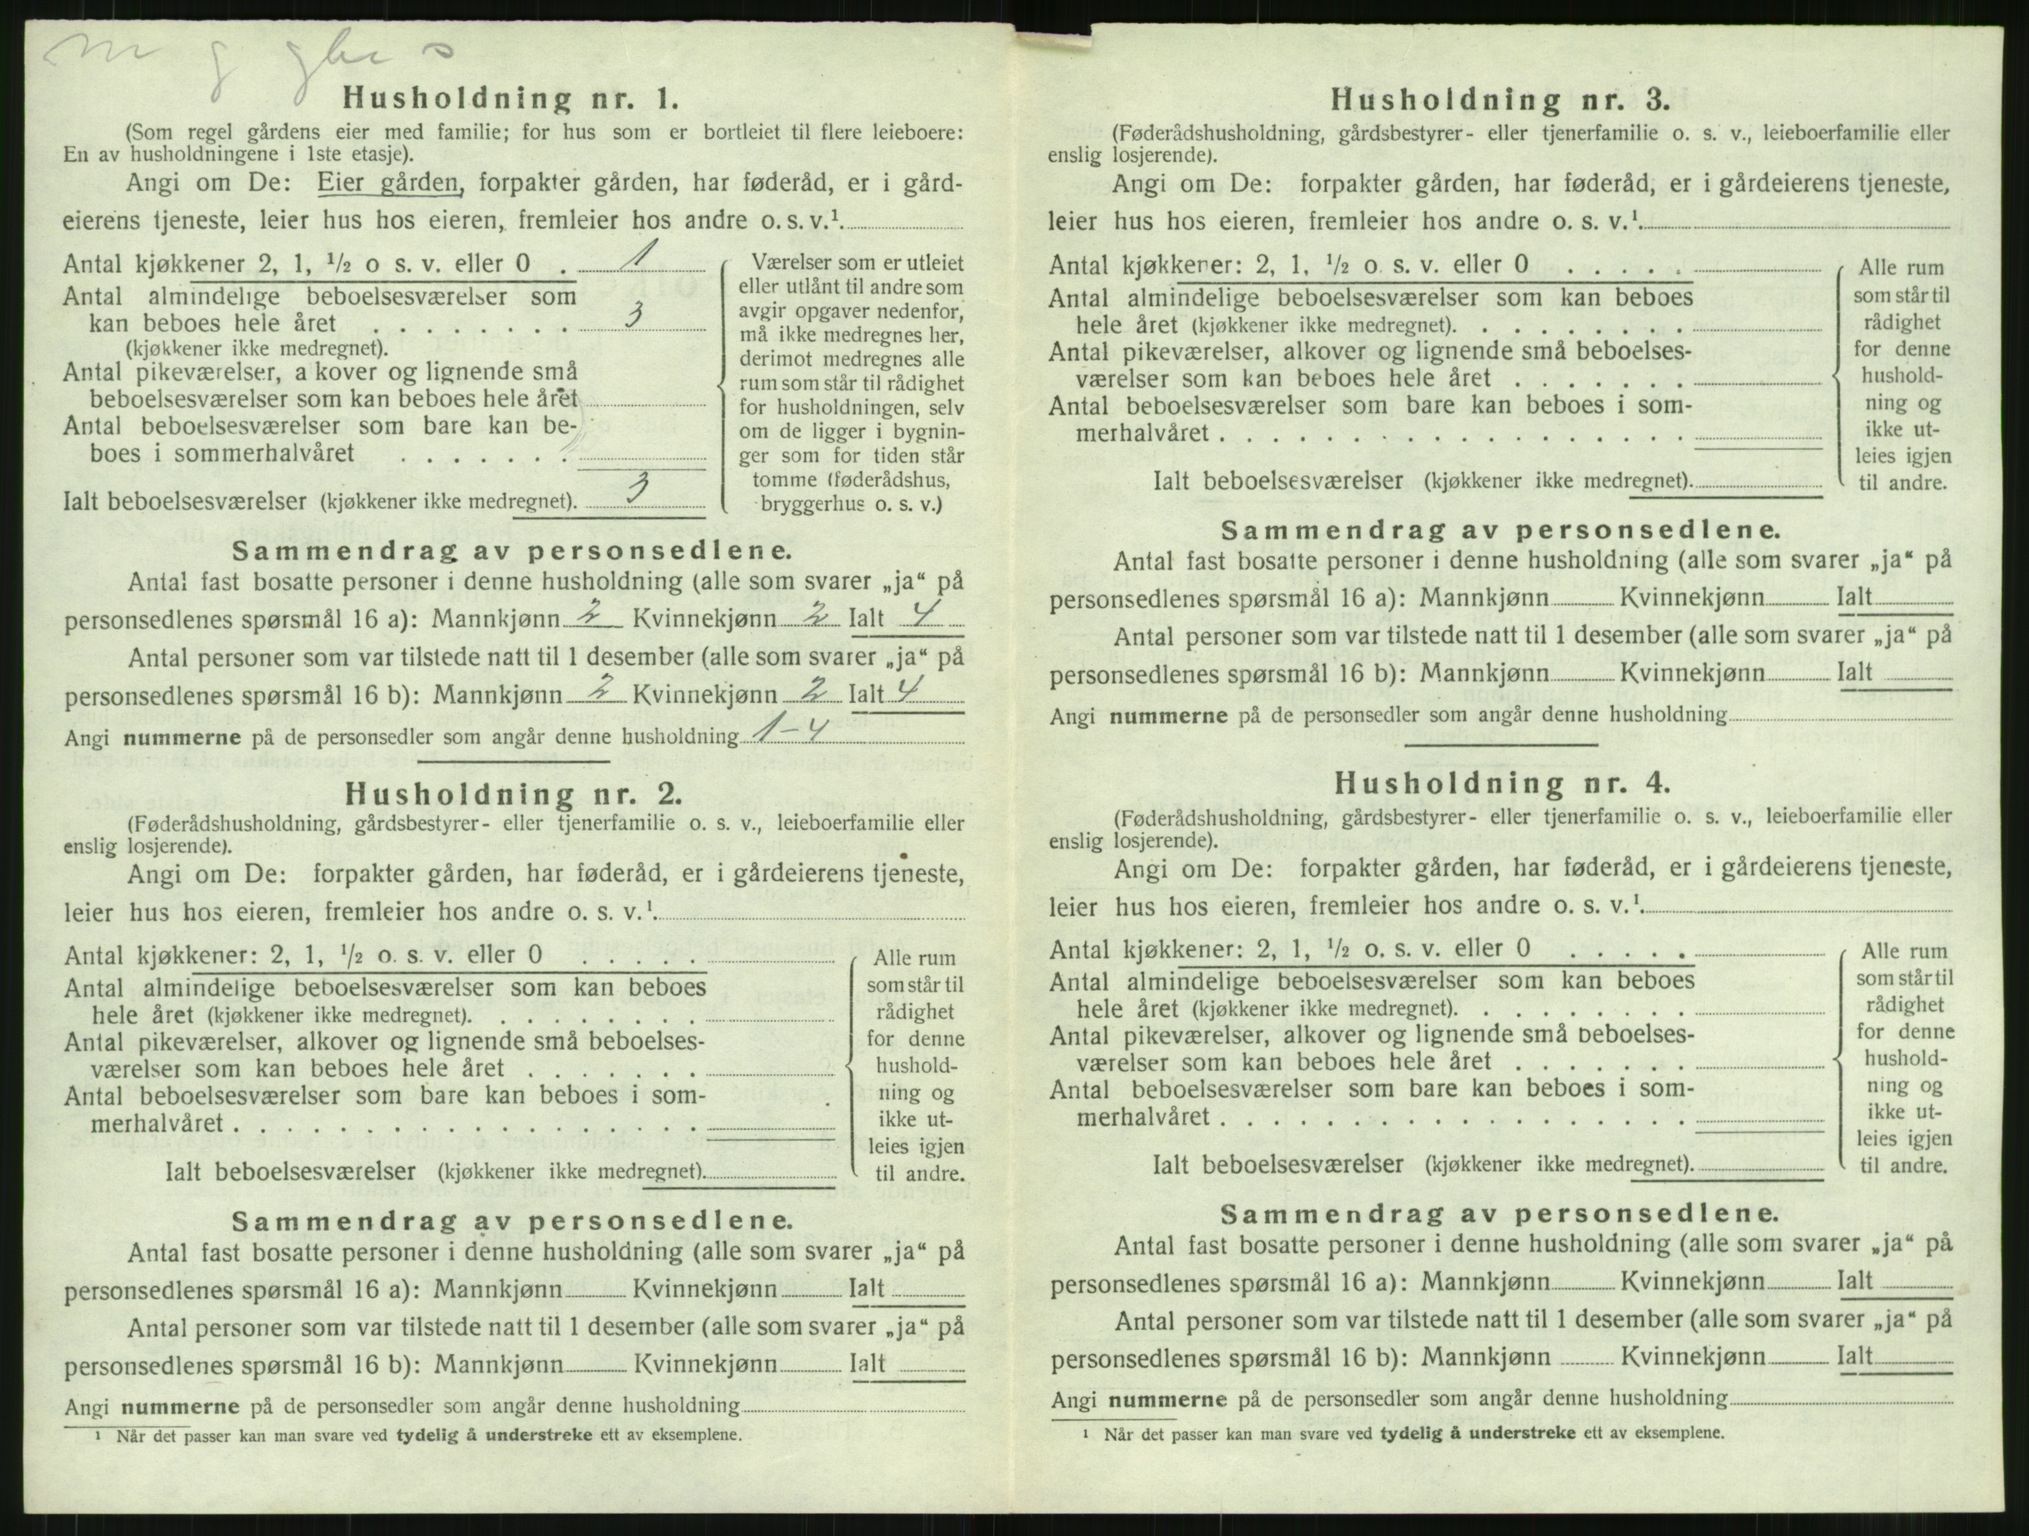 Husholdning nr. 1.
(Som regel gårdens eier med familie; for hus som er bortleiet til flere leieboere:
En av husholdningene i 1ste etasje).
Angi om De: Eier gården, forpakter gården, har føderåd, er i gård-
eierens tjeneste, leier hus hos eieren, fremleier hos andre o. s. v.¹
Antal kjøkkener 2, 1, ½ o s. v. eller 0 . 1
Antal almindelige beboelsesværelser som
kan beboes hele året . . . . . . . . 3
(kjøkkener ikke medregnet).
Antal pikeværelser, a kover og lignende små
beboelsesværelser som kan beboes hele året
Antal beboelsesværelser som bare kan be-
boes i sommerhalvåret . . . . . . .
Ialt beboelsesværelser (kjøkkener ikke medregnet). 3
Værelser som er utleiet
eller utlånt til andre som
avgir opgaver nedenfor,
må ikke medregnes her,
derimot medregnes alle
rum som står til rådighet
for husholdningen, selv
om de ligger i bygnin-
ger som for tiden står
tomme (føderådshus,
bryggerhus o. s. v.)
Sammendrag av personsedlene.
Antal fast bosatte personer i denne husholdning (alle som svarer „ja“ på
personsedlenes spørsmål 16 a): Mannkjønn 2 Kvinnekjønn 2 Ialt 4
Antal personer som var tilstede natt til 1 desember (alle som svarer „ja“ på
personsedlenes spørsmål 16 b): Mannkjønn 2 Kvinnekjønn 2 Ialt 4
Angi nummerne på de personsedler som angår denne husholdning 1-4
Husholdning nr. 2.
(Føderådshusholdning, gårdsbestyrer- eller tjenerfamilie o. s. v., leieboerfamilie eller
enslig losjerende).
Angi om De: forpakter gården, har føderåd, er i gårdeierens tjeneste,
leier hus hos eieren, fremleier hos andre o. s. v.¹
Antal kjøkkener: 2, 1, ½ o. s. v. eller 0 . . . . .
Antal almindelige beboelsesværelser som kan beboes
hele året (kjøkkener ikke medregnet). . . . . . . . .
Antal pikeværelser, alkover og lignende små beboelses-
værelser som kan beboes hele året . . . . . . .
Antal beboelsesværelser som bare kan beboes i som-
merhalvåret . . . . . . . . . . . . . . . . . .
Ialt beboelsesværelser (kjøkkener ikke medregnet).
Alle rum
som står til
rådighet
for denne
hushold-
ning og
ikke ut-
leies igjen
til andre.
Sammendrag av personsedlene.
Antal fast bosatte personer i denne husholdning (alle som svarer „ja“ på
personsedlenes spørsmål 16 a): Mannkjønn Kvinnekjønn Ialt
Antal personer som var tilstede natt til 1 desember (alle som svarer „ja“ på
personsedlenes spørsmål 16 b): Mannkjønn Kvinnekjønn Ialt
Angi nummerne på de personsedler som angår denne husholdning
¹ Når det passer kan man svare ved tydelig å understreke ett av eksemplene.
Husholdning nr. 3.
(Føderådshusholdning, gårdsbestyrer- eller tjenerfamilie o. s. v., leieboerfamilie eller
enslig losjerende).
Angi om De: forpakter gården, har føderåd, er i gårdeierens tjeneste,
leier hus hos eieren, fremleier hos andre o. s. v.¹
Antal kjøkkener: 2, 1, ½ o. s. v. eller 0 . . . . .
Antal almindelige beboelsesværelser som kan beboes
hele året (kjøkkener ikke medregnet). . . . . . . . .
Antal pikeværelser, alkover og lignende små beboelses-
værelser som kan beboes hele året . . . . . . .
Antal beboelsesværelser som bare kan beboes i som-
merhalvåret . . . . . . . . . . . . . . . . . .
Ialt beboelsesværelser (kjøkkener ikke medregnet).
Alle rum
som står til
rådighet
for denne
hushold-
ning og
ikke ut-
leies igjen
til andre.
Sammendrag av personsedlene.
Antal fast bosatte personer i denne husholdning (alle som svarer „ja“ på
personsedlenes spørsmål 16 a): Mannkjønn Kvinnekjønn Ialt
Antal personer som var tilstede natt til 1 desember (alle som svarer „ja“ på
personsedlenes spørsmål 16 b): Mannkjønn Kvinnekjønn Ialt
Angi nummerne på de personsedler som angår denne husholdning
Husholdning nr. 4.
(Føderådshusholdning, gårdsbestyrer- eller tjenerfamilie o. s. v., leieboerfamilie eller
enslig losjerende).
Angi om De: forpakter gården, har føderåd, er i gårdeierens tjeneste,
leier hus hos eieren, fremleier hos andre o. s. v.¹
Antal kjøkkener: 2, 1, ½ o. s. v. eller 0 . . . . .
Antal almindelige beboelsesværelser som kan beboes
hele året (kjøkkener ikke medregnet). . . . . . . . .
Antal pikeværelser, alkover og lignende små beboelses-
værelser som kan beboes hele året . . . . . . .
Antal beboelsesværelser som bare kan beboes i som-
merhalvåret . . . . . . . . . . . . . . . . . .
Ialt beboelsesværelser (kjøkkener ikke medregnet).
Alle rum
som står til
rådighet
for denne
hushold-
ning og
ikke ut-
leies igjen
til andre.
Sammendrag av personsedlene.
Antal fast bosatte personer i denne husholdning (alle som svarer „ja“ på
personsedlenes spørsmål 16 a): Mannkjønn Kvinnekjønn Ialt
Antal personer som var tilstede natt til 1 desember (alle som svarer „ja“ på
personsedlenes spørsmål 16 b): Mannkjønn Kvinnekjønn Ialt
Angi nummerne på de personsedler som angår denne husholdning
¹ Når det passer kan man svare ved tydelig å understreke ett av eksemplene.